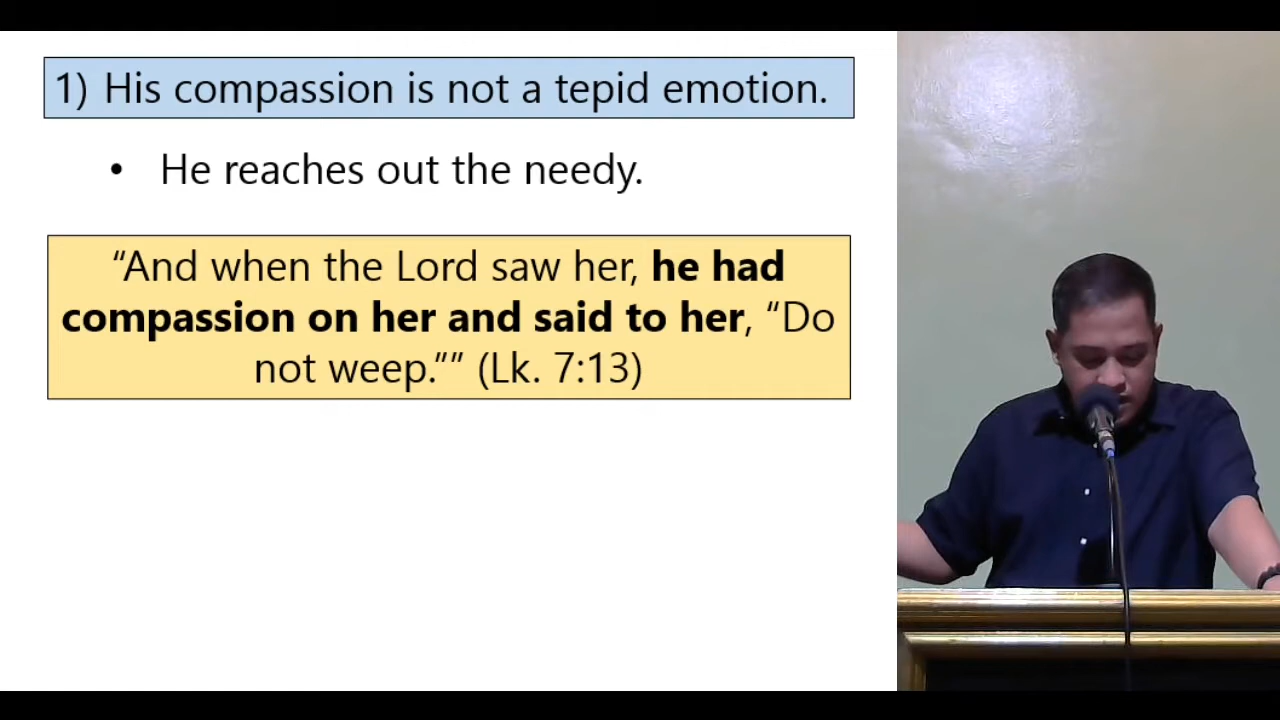 1) His compassion is not a tepid emotion.
• He reaches out the needy.
“And when the Lord saw her, he had
compassion on her and said to her, “Do
not weep.”” (Lk. 7:13)